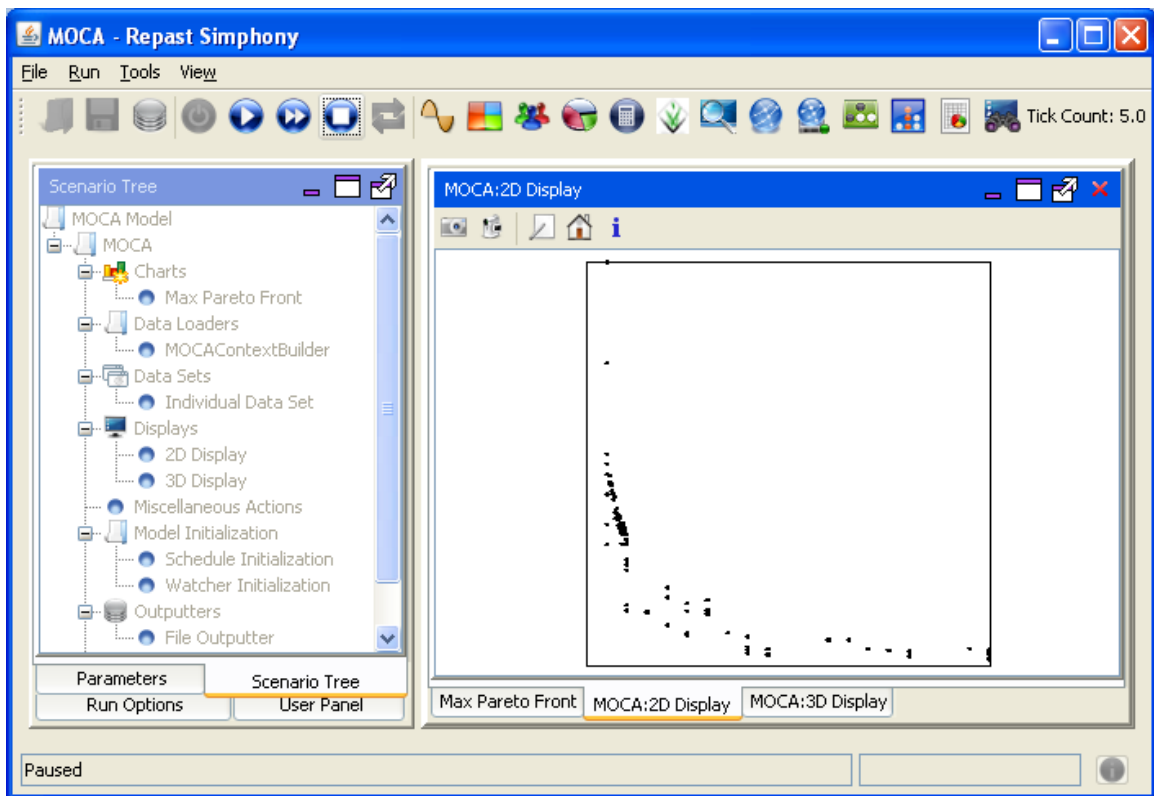 MOCA - Repast Simphony
File Run Tools View
Tick Count: 5.0
Scenario Tree
MOCA Model
MOCA
Charts
Max Pareto Front
Data Loaders
MOCAContextBuilder
Data Sets
Individual Data Set
Displays
2D Display
3D Display
Miscellaneous Actions
Model Initialization
Schedule Initialization
Watcher Initialization
Outputters
File Outputter
Parameters Scenario Tree
Run Options User Panel
MOCA:2D Display
i
Max Pareto Front MOCA:2D Display MOCA:3D Display
Paused